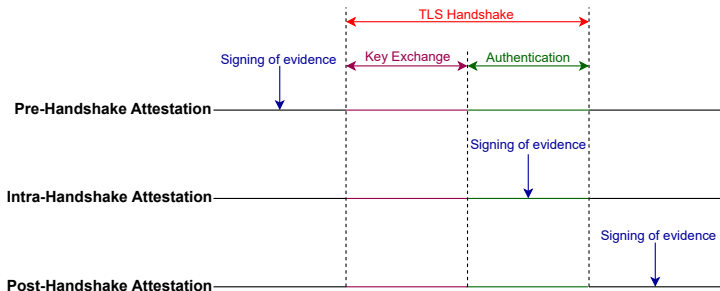 TLS Handshake
Signing of evidence
Key Exchange
Authentication
Pre-Handshake Attestation
Signing of evidence
Intra-Handshake Attestation
Signing of evidence
Post-Handshake Attestation